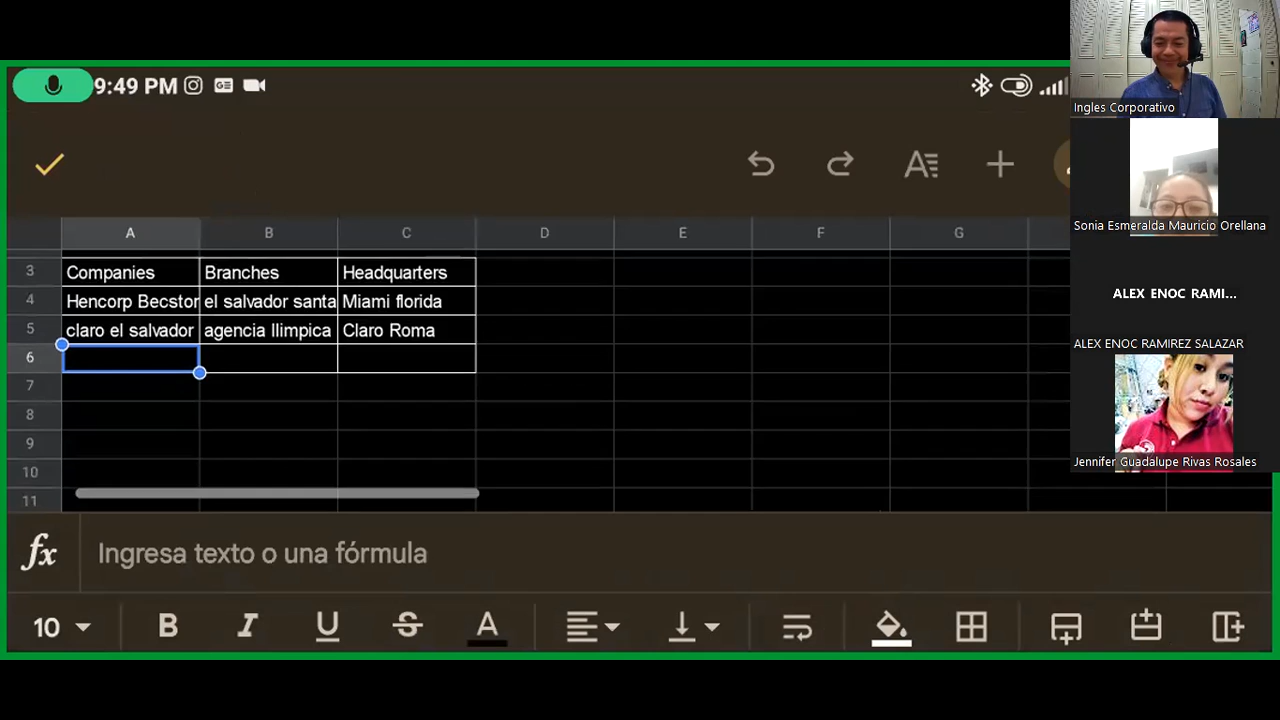 9:49 PM
A B C D E F G
3 Companies Branches Headquarters
4 Hencorp Becstor el salvador santa Miami florida
5 claro el salvador agencia llimpica Claro Roma
6
7
8
9
10
11
fx Ingresa texto o una fórmula
10 B I U S A
Ingles Corporativo
Sonia Esmeralda Mauricio Orellana
ALEX ENOC RAMI...
ALEX ENOC RAMIREZ SALAZAR
Jennifer Guadalupe Rivas Rosales